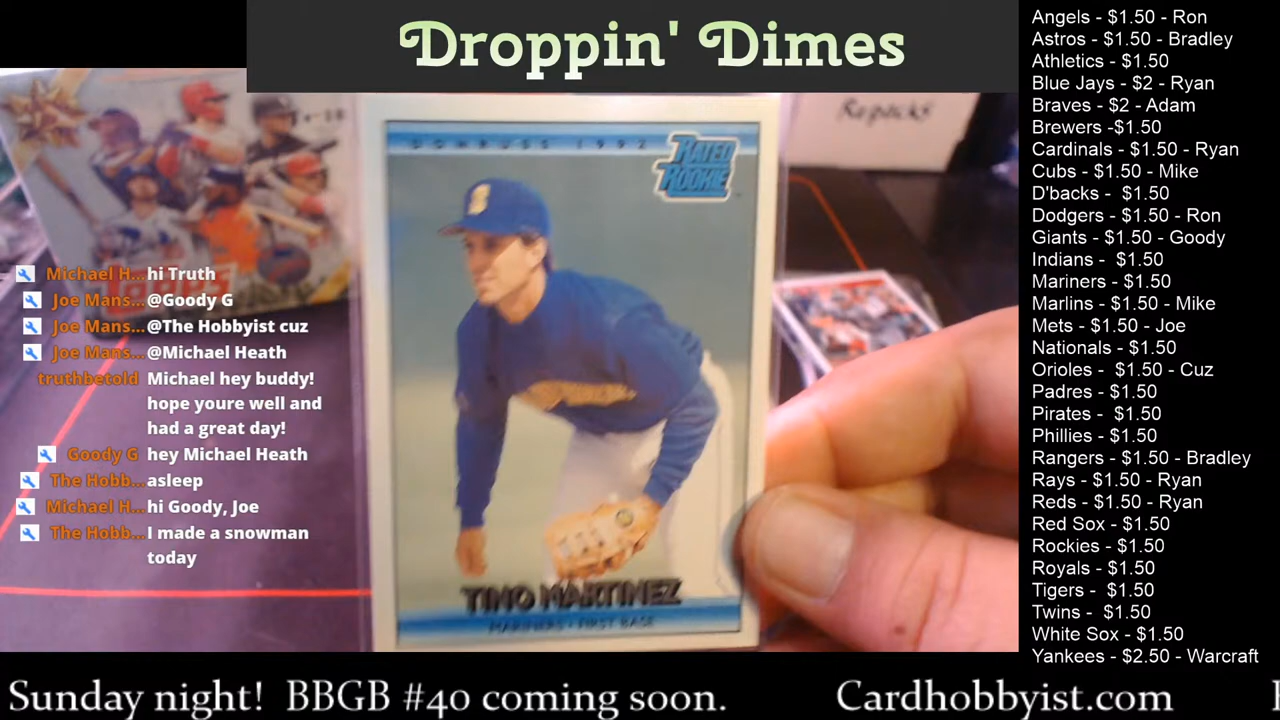 Droppin' Dimes
Repacks
DONRUSS 1992
RATED
ROOKIE
TINO MARTINEZ
MARINERS • FIRST BASE
Michael H... hi Truth
Joe Mans... @Goody G
Joe Mans... @The Hobbyist cuz
Joe Mans... @Michael Heath
truthbetold Michael hey buddy!
hope youre well and
had a great day!
Goody G hey Michael Heath
The Hobb... asleep
Michael H... hi Goody, Joe
The Hobb... I made a snowman
today
Angels - $1.50 - Ron
Astros - $1.50 - Bradley
Athletics - $1.50
Blue Jays - $2 - Ryan
Braves - $2 - Adam
Brewers -$1.50
Cardinals - $1.50 - Ryan
Cubs - $1.50 - Mike
D'backs - $1.50
Dodgers - $1.50 - Ron
Giants - $1.50 - Goody
Indians - $1.50
Mariners - $1.50
Marlins - $1.50 - Mike
Mets - $1.50 - Joe
Nationals - $1.50
Orioles - $1.50 - Cuz
Padres - $1.50
Pirates - $1.50
Phillies - $1.50
Rangers - $1.50 - Bradley
Rays - $1.50 - Ryan
Reds - $1.50 - Ryan
Red Sox - $1.50
Rockies - $1.50
Royals - $1.50
Tigers - $1.50
Twins - $1.50
White Sox - $1.50
Yankees - $2.50 - Warcraft
Sunday night! BBGB #40 coming soon. Cardhobbyist.com